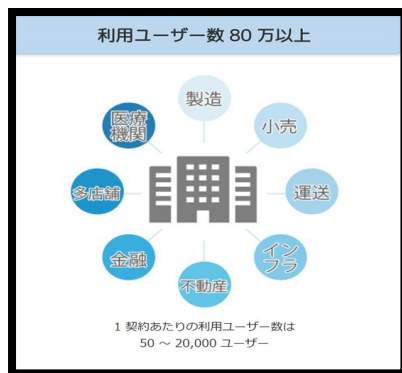 利用ユーザー数 80 万以上
製造
医療
機関
小売
多店舗
運送
金融
イン
フラ
不動産
1 契約あたりの利用ユーザー数は
50 ～ 20,000 ユーザー